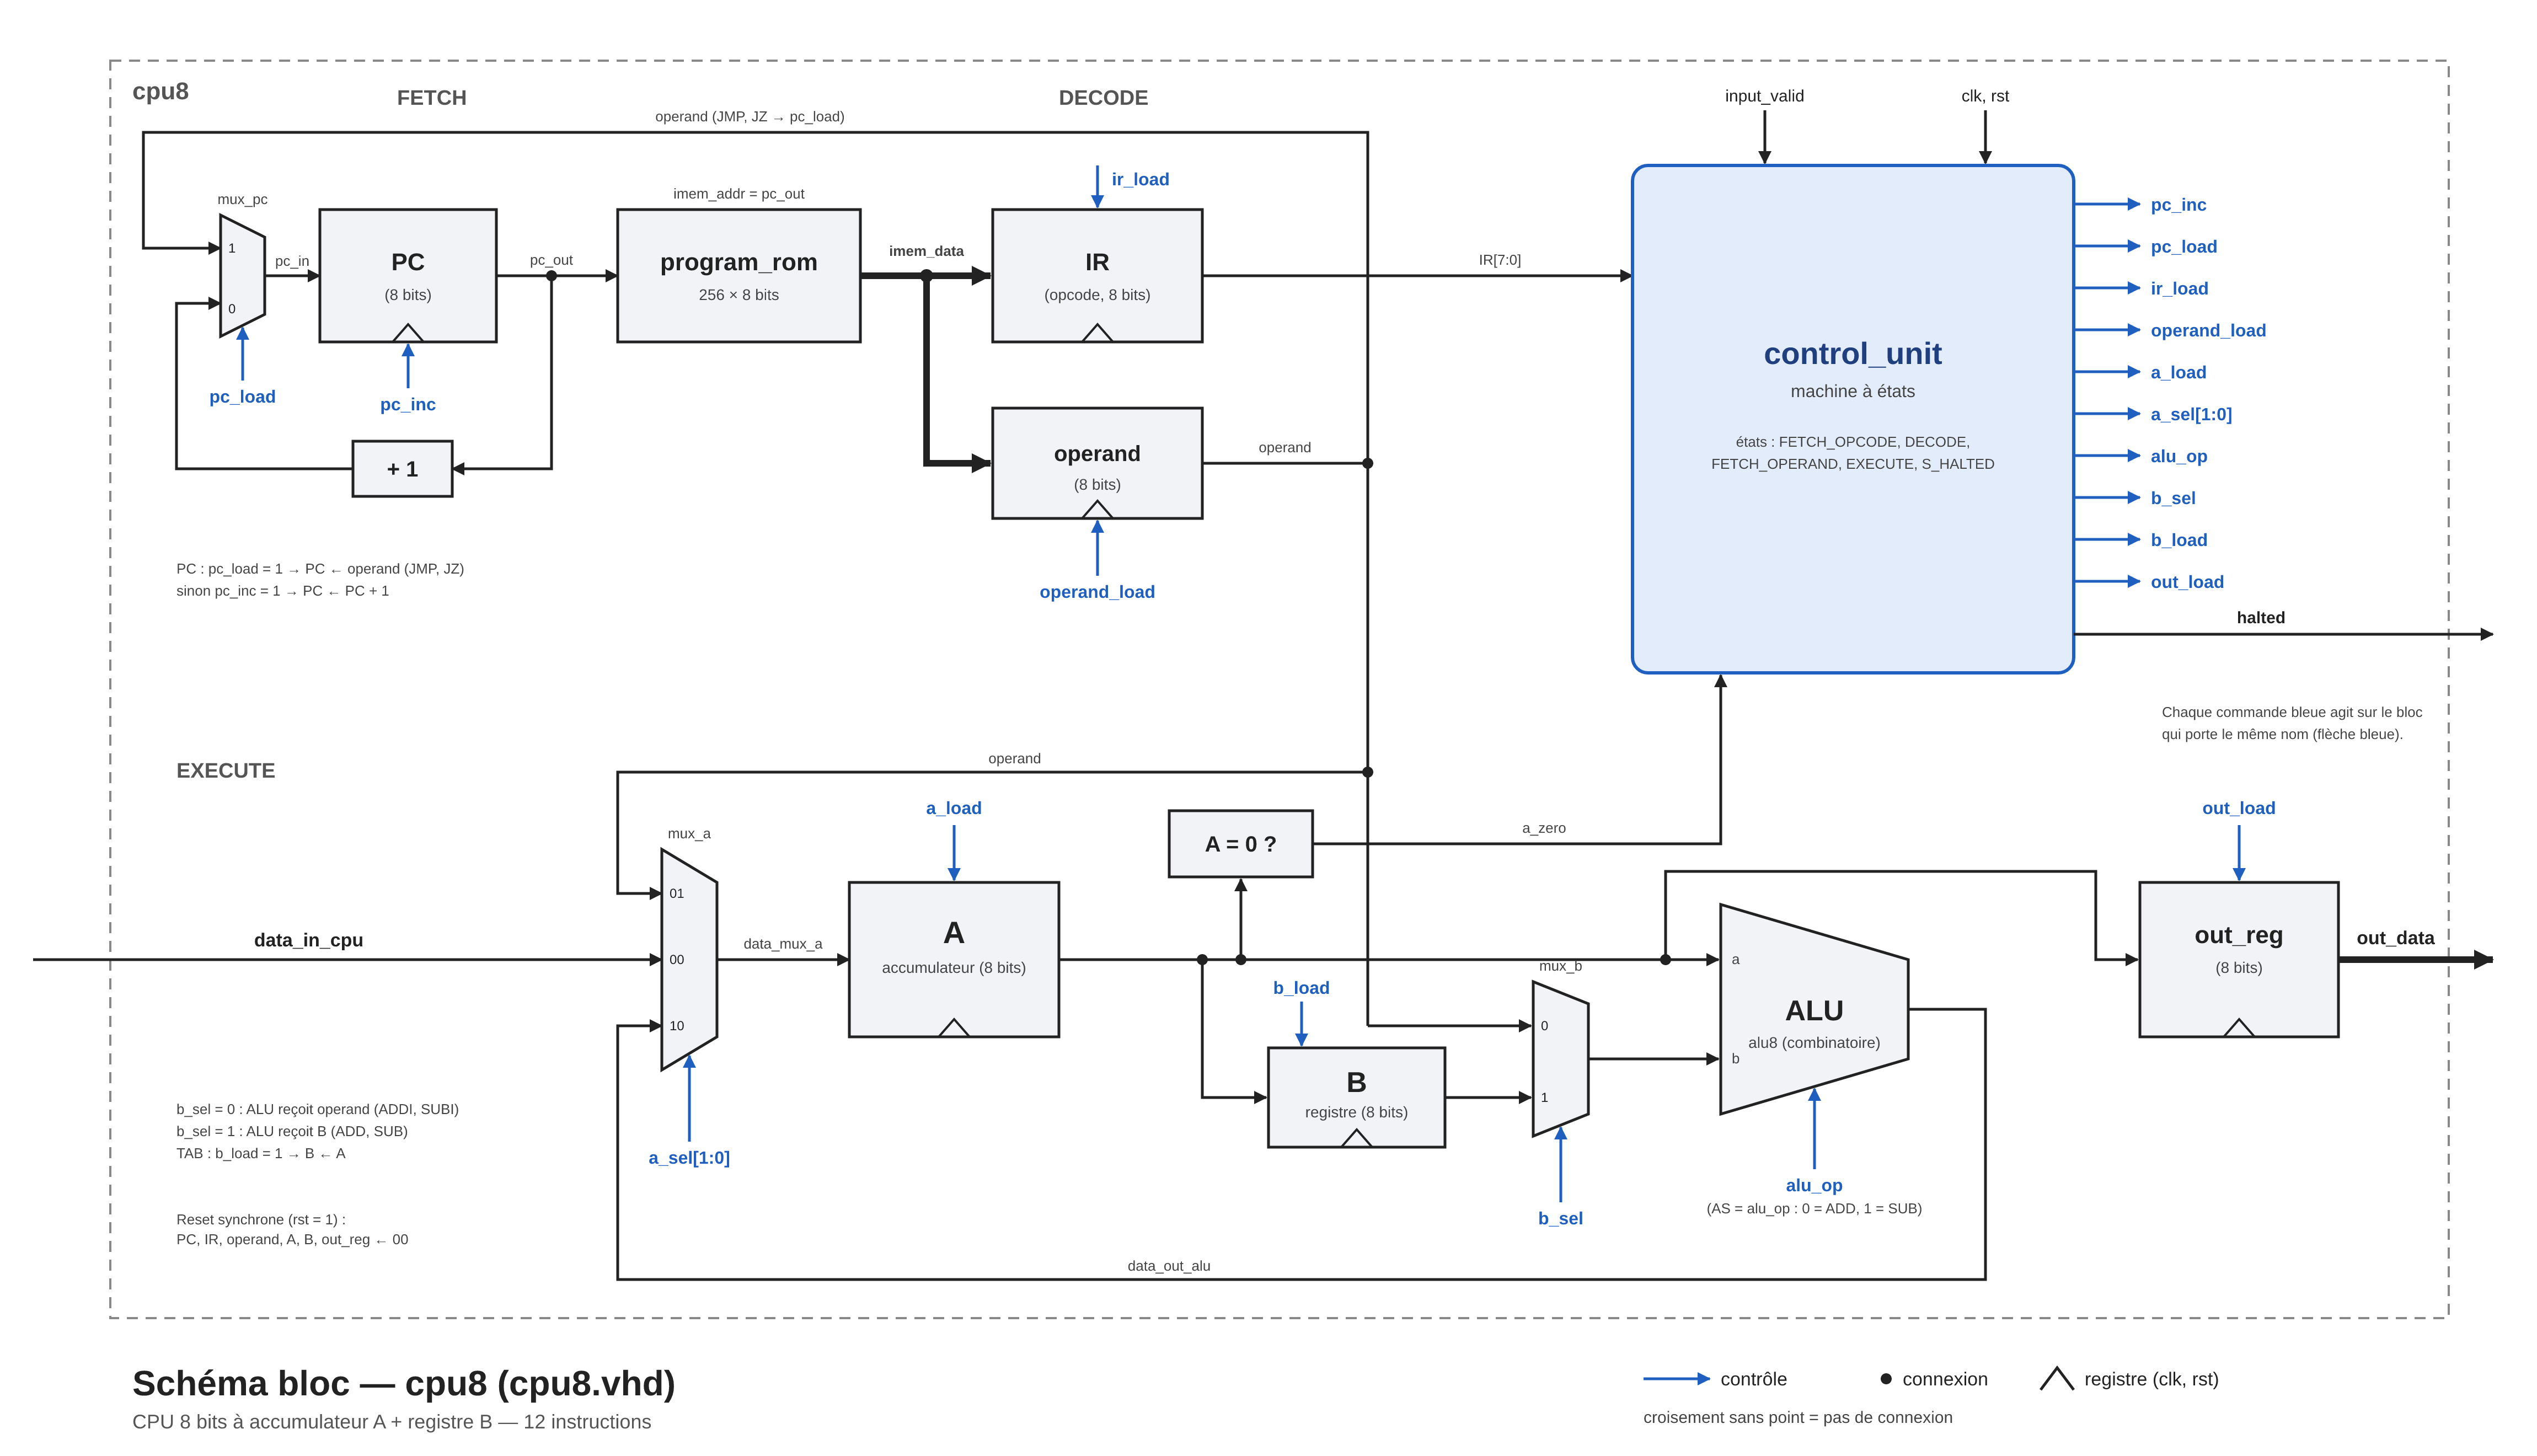 cpu8
FETCH
DECODE
operand (JMP, JZ → pc_load)
input_valid
clk, rst
mux_pc
imem_addr = pc_out
ir_load
1
0
pc_in
PC
(8 bits)
pc_out
program_rom
256 × 8 bits
imem_data
IR
(opcode, 8 bits)
IR[7:0]
pc_load
pc_inc
+ 1
operand
(8 bits)
operand
operand_load
control_unit
machine à états
états : FETCH_OPCODE, DECODE,
FETCH_OPERAND, EXECUTE, S_HALTED
pc_inc
pc_load
ir_load
operand_load
a_load
a_sel[1:0]
alu_op
b_sel
b_load
out_load
halted
PC : pc_load = 1 → PC ← operand (JMP, JZ)
sinon pc_inc = 1 → PC ← PC + 1
Chaque commande bleue agit sur le bloc
qui porte le même nom (flèche bleue).
EXECUTE
operand
mux_a
a_load
A = 0 ?
a_zero
out_load
01
00
10
data_in_cpu
data_mux_a
A
accumulateur (8 bits)
b_load
B
registre (8 bits)
mux_b
0
1
a
b
ALU
alu8 (combinatoire)
out_reg
(8 bits)
out_data
a_sel[1:0]
b_sel
alu_op
(AS = alu_op : 0 = ADD, 1 = SUB)
b_sel = 0 : ALU reçoit operand (ADDI, SUBI)
b_sel = 1 : ALU reçoit B (ADD, SUB)
TAB : b_load = 1 → B ← A
Reset synchrone (rst = 1) :
PC, IR, operand, A, B, out_reg ← 00
data_out_alu
Schéma bloc — cpu8 (cpu8.vhd)
CPU 8 bits à accumulateur A + registre B — 12 instructions
contrôle
connexion
registre (clk, rst)
croisement sans point = pas de connexion